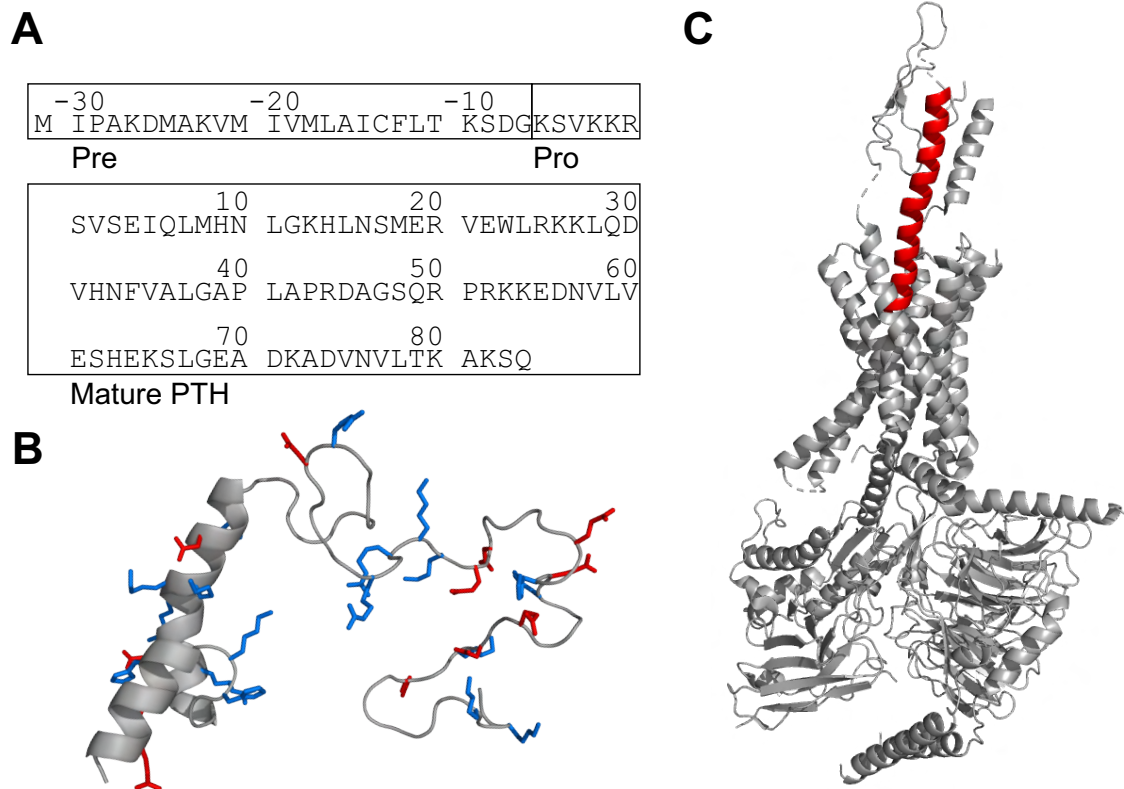 A
-30 -20 -10
M IPAKDMAKVM IVMLAICFLT KSDGKSVKKR
Pre Pro
10 20 30
SVSEIQLMHN LGKHLNSMER VEWLRKKLQD
40 50 60
VHNFVALGAP LAPRDAGSQR PRKKEDNVLV
70 80
ESHEKSLGEA DKADVNVLTK AKSQ
Mature PTH
B
C